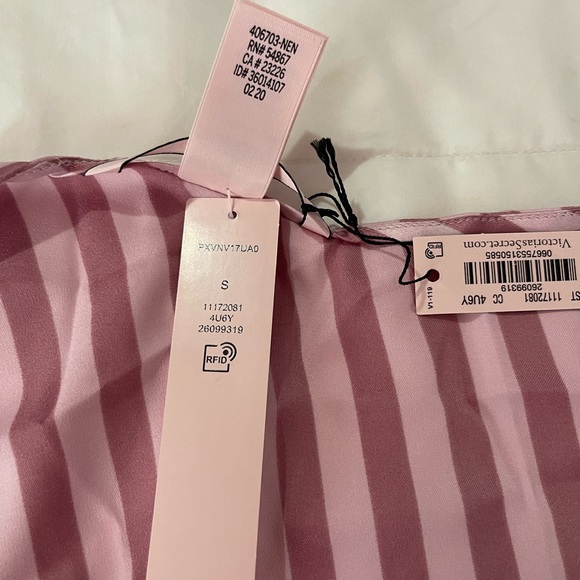 406703-NEN
RN# 54867
CA # 23226
ID# 36014107
02 20
PXVNV17UA0
S
11172081
4U6Y
26099319
RFID
VictoriasSecret.com
0667553150585
26099319
ST 11172081 CC 4U6Y
V1-119